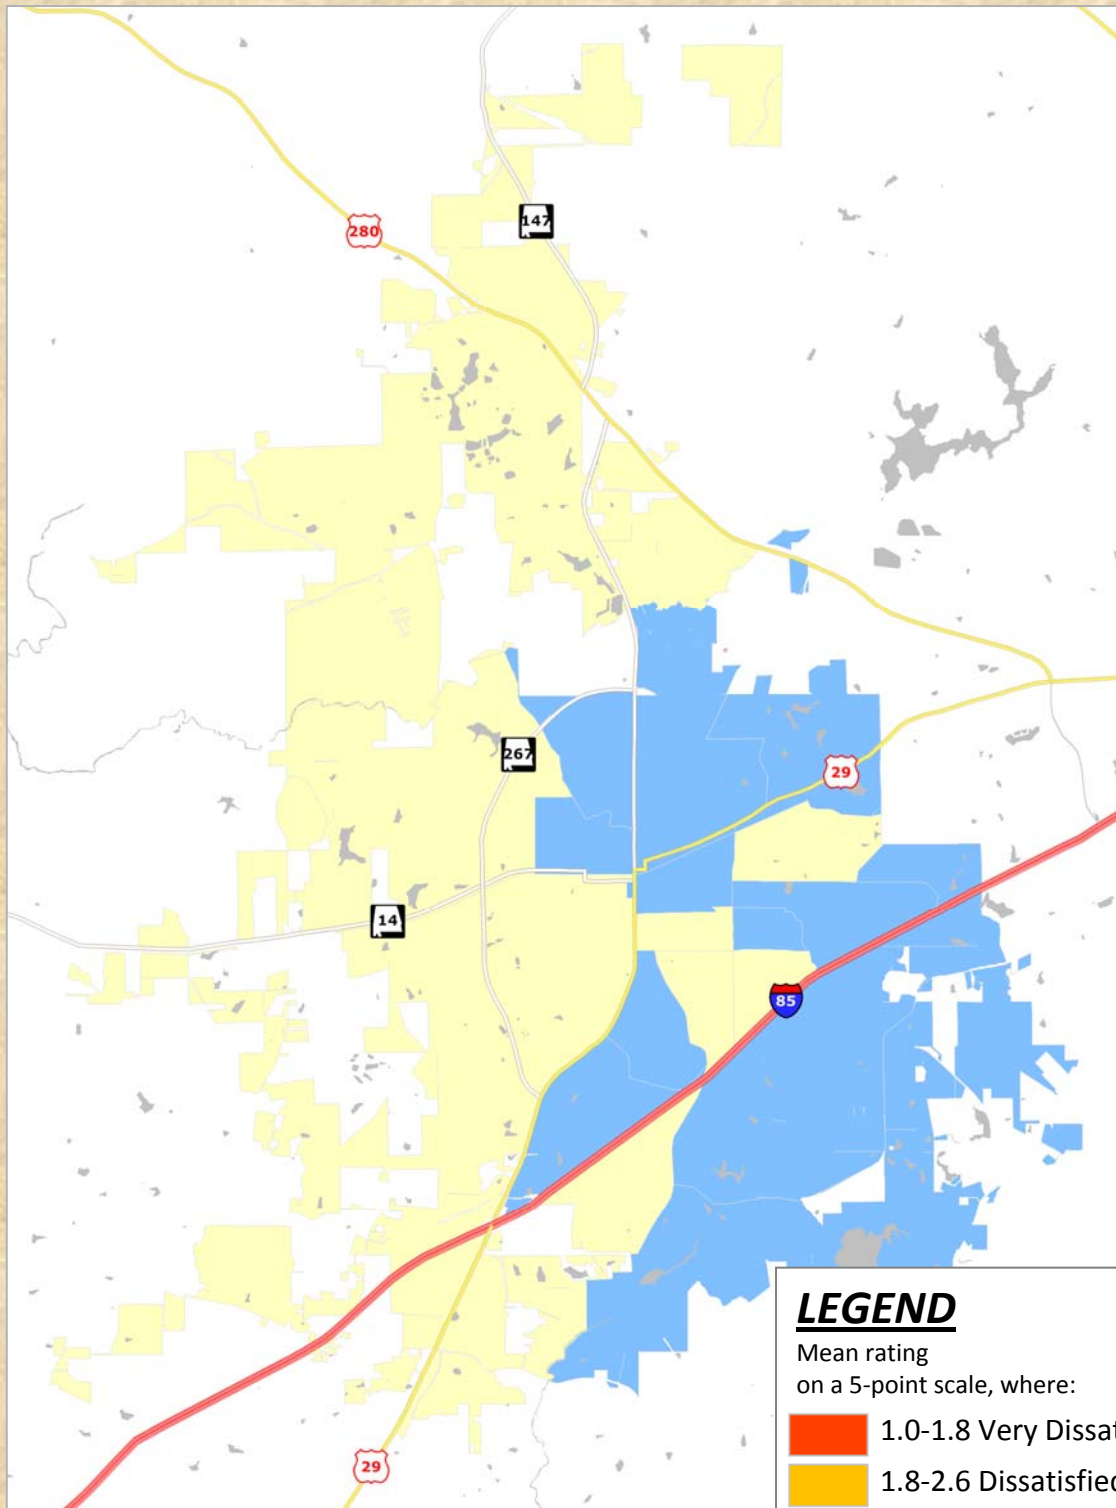 147
280
267
29
14
85
LEGEND
Mean rating
on a 5-point scale, where:
1.0-1.8 Very Dissat
1.8-2.6 Dissatisfied
29